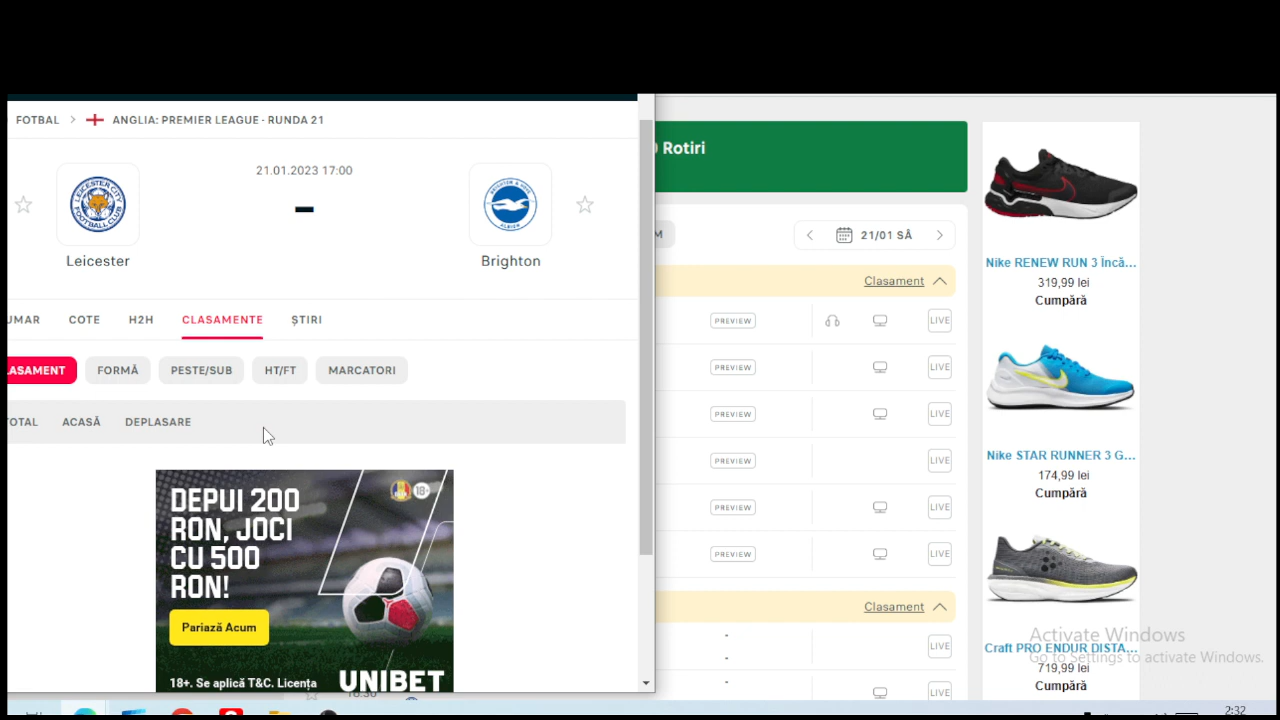 FOTBAL
ANGLIA: PREMIER LEAGUE - RUNDA 21
21.01.2023 17:00
LEICESTER CITY
FOOTBALL CLUB
Leicester
Brighton
UMAR
COTE
H2H
CLASAMENTE
ȘTIRI
LASAMENT
FORMĂ
PESTE/SUB
HT/FT
MARCATORI
OTAL
ACASĂ
DEPLASARE
DEPUI 200
RON, JOCI
CU 500
RON!
18+
Pariază Acum
18+. Se aplică T&C. Licența
UNIBET
Rotiri
M
21/01 SÂ
Clasament
PREVIEW
LIVE
PREVIEW
LIVE
PREVIEW
LIVE
PREVIEW
LIVE
PREVIEW
LIVE
PREVIEW
LIVE
Clasament
-
LIVE
-
-
LIVE
Nike RENEW RUN 3 Încă...
319,99 lei
Cumpără
Nike STAR RUNNER 3 G...
174,99 lei
Cumpără
Craft PRO ENDUR DISTA...
719,99 lei
Cumpără
Activate Windows
Go to Settings to activate Windows.
2:32